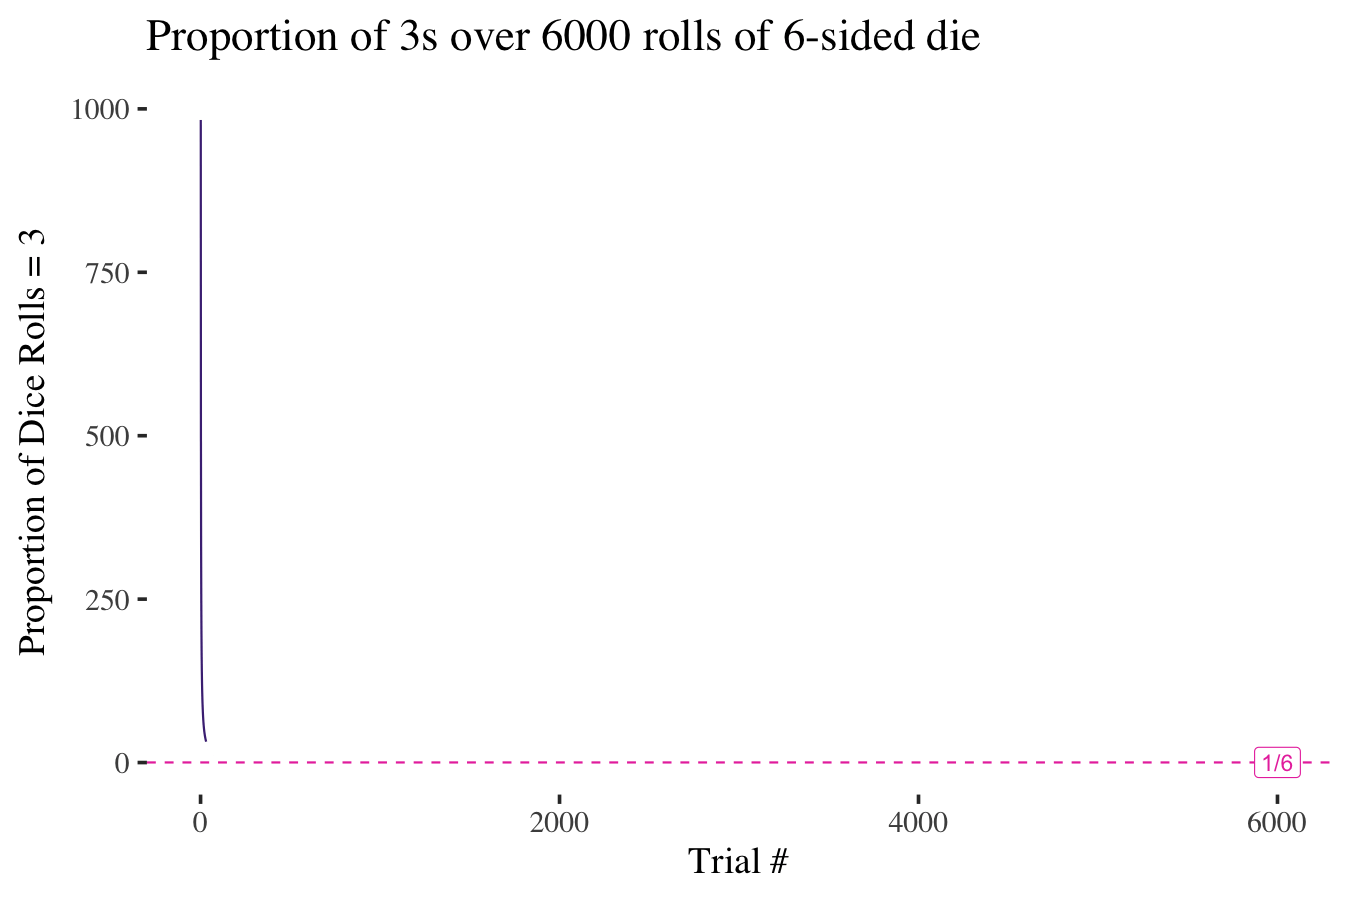 Proportion of 3s over 6000 rolls of 6-sided die
1000
750
500
250
0
Proportion of Dice Rolls = 3
1/6
0 2000 4000 6000
Trial #